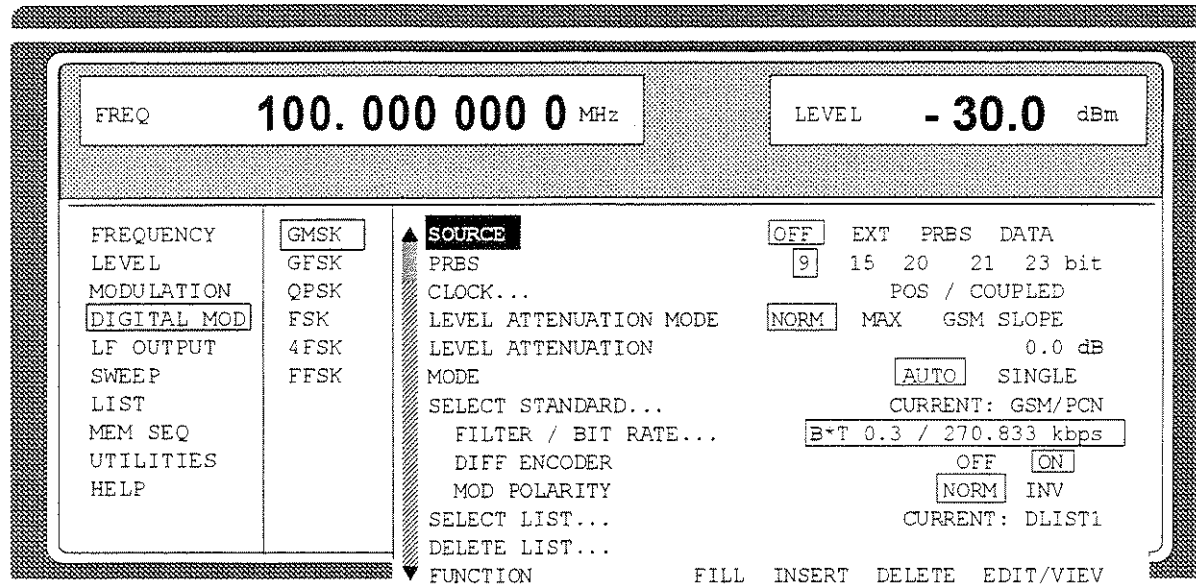 FREQ 100. 000 000 0 MHz
LEVEL - 30.0 dBm
FREQUENCY
LEVEL
MODULATION
DIGITAL MOD
LF OUTPUT
SWEEP
LIST
MEM SEQ
UTILITIES
HELP
GMSK
GFSK
QPSK
FSK
4FSK
FFSK
SOURCE OFF EXT PRBS DATA
PRBS 9 15 20 21 23 bit
CLOCK... POS / COUPLED
LEVEL ATTENUATION MODE NORM MAX GSM SLOPE
LEVEL ATTENUATION 0.0 dB
MODE AUTO SINGLE
SELECT STANDARD... CURRENT: GSM/PCN
FILTER / BIT RATE... B*T 0.3 / 270.833 kbps
DIFF ENCODER OFF ON
MOD POLARITY NORM INV
SELECT LIST... CURRENT: DLIST1
DELETE LIST...
FUNCTION FILL INSERT DELETE EDIT/VIEV